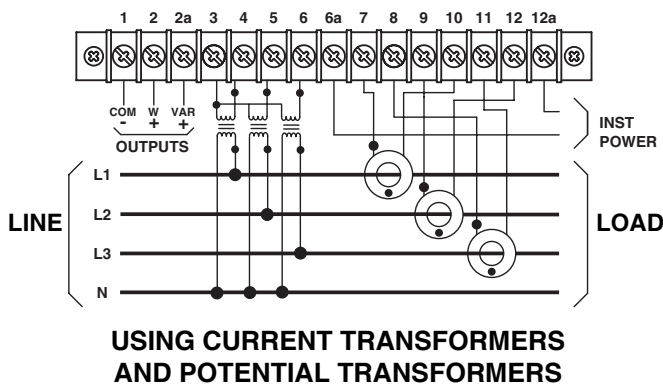 1 2 2a 3 4 5 6 6a 7 8 9 10 11 12 12a
COM W VAR
- + +
OUTPUTS
INST
POWER
L1
L2
LINE
LOAD
L3
N
USING CURRENT TRANSFORMERS
AND POTENTIAL TRANSFORMERS